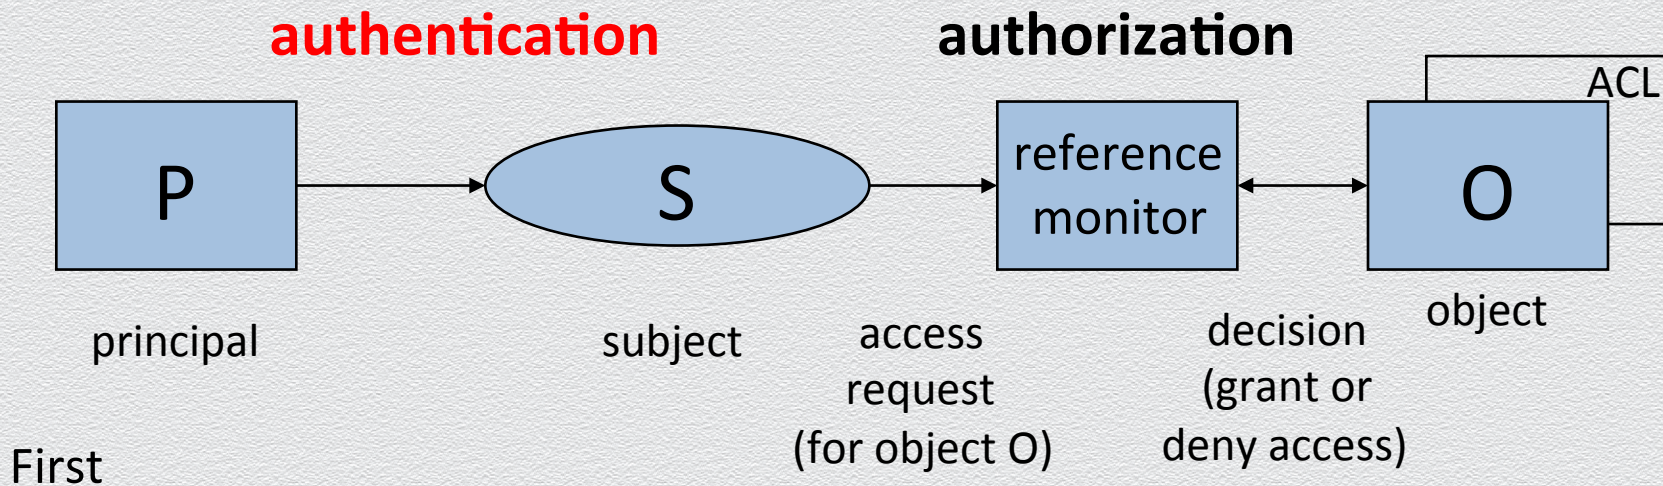 authentication
authorization
ACL
P
S
reference
monitor
O
principal
subject
access
request
(for object O)
decision
(grant or
deny access)
object
First